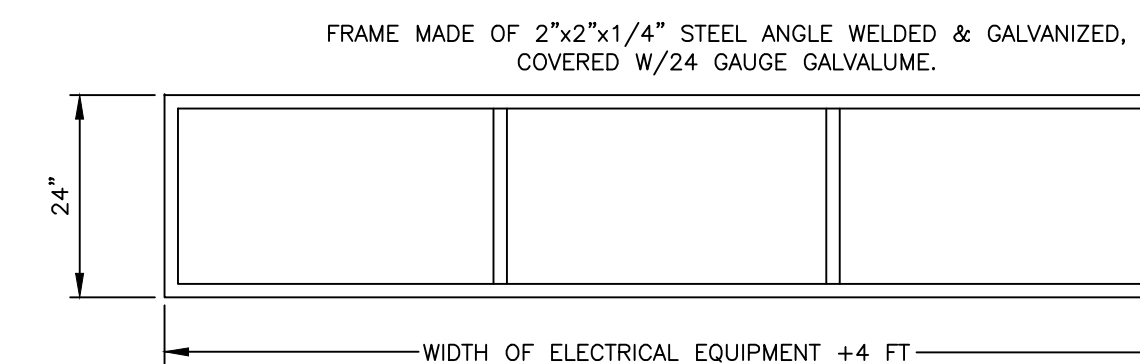 FRAME MADE OF 2”x2”x1/4” STEEL ANGLE WELDED & GALVANIZED,
COVERED W/24 GAUGE GALVALUME.
24”
WIDTH OF ELECTRICAL EQUIPMENT +4 FT